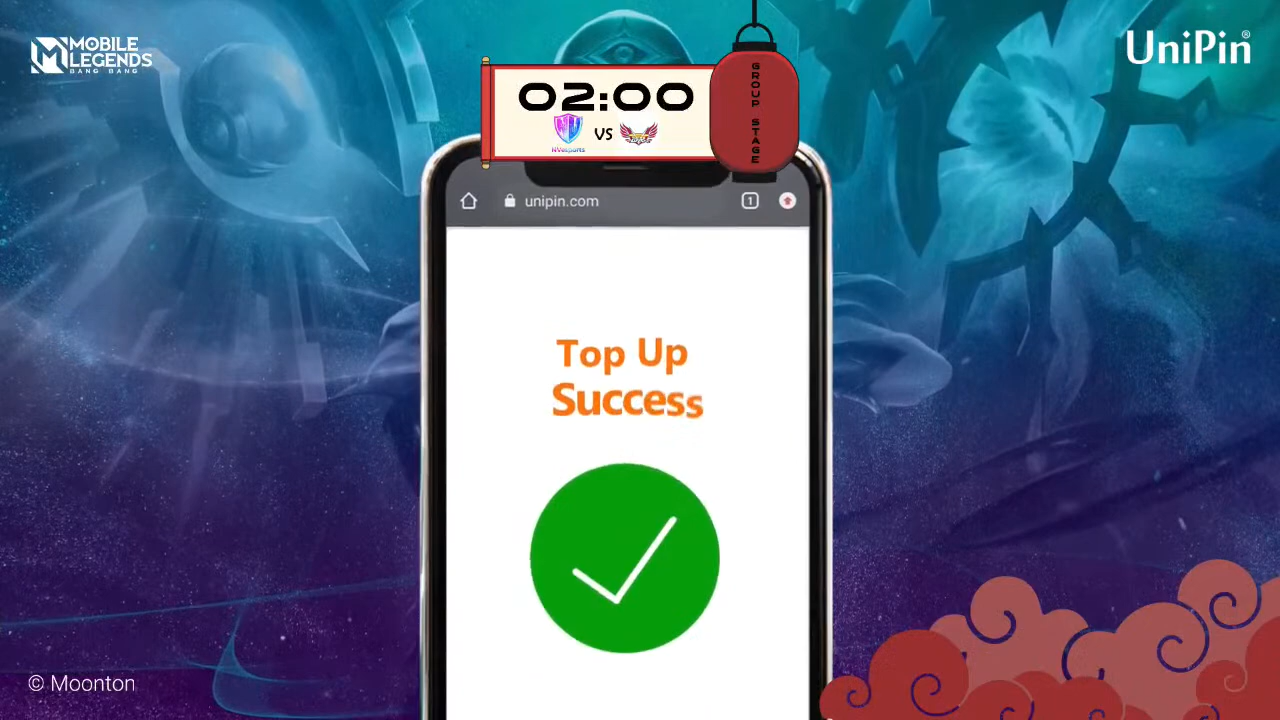 MOBILE
LEGENDS
BANG BANG
UniPin®
02:00
VS
GROUP STAGE
unipin.com
1
Top Up
Success
© Moonton